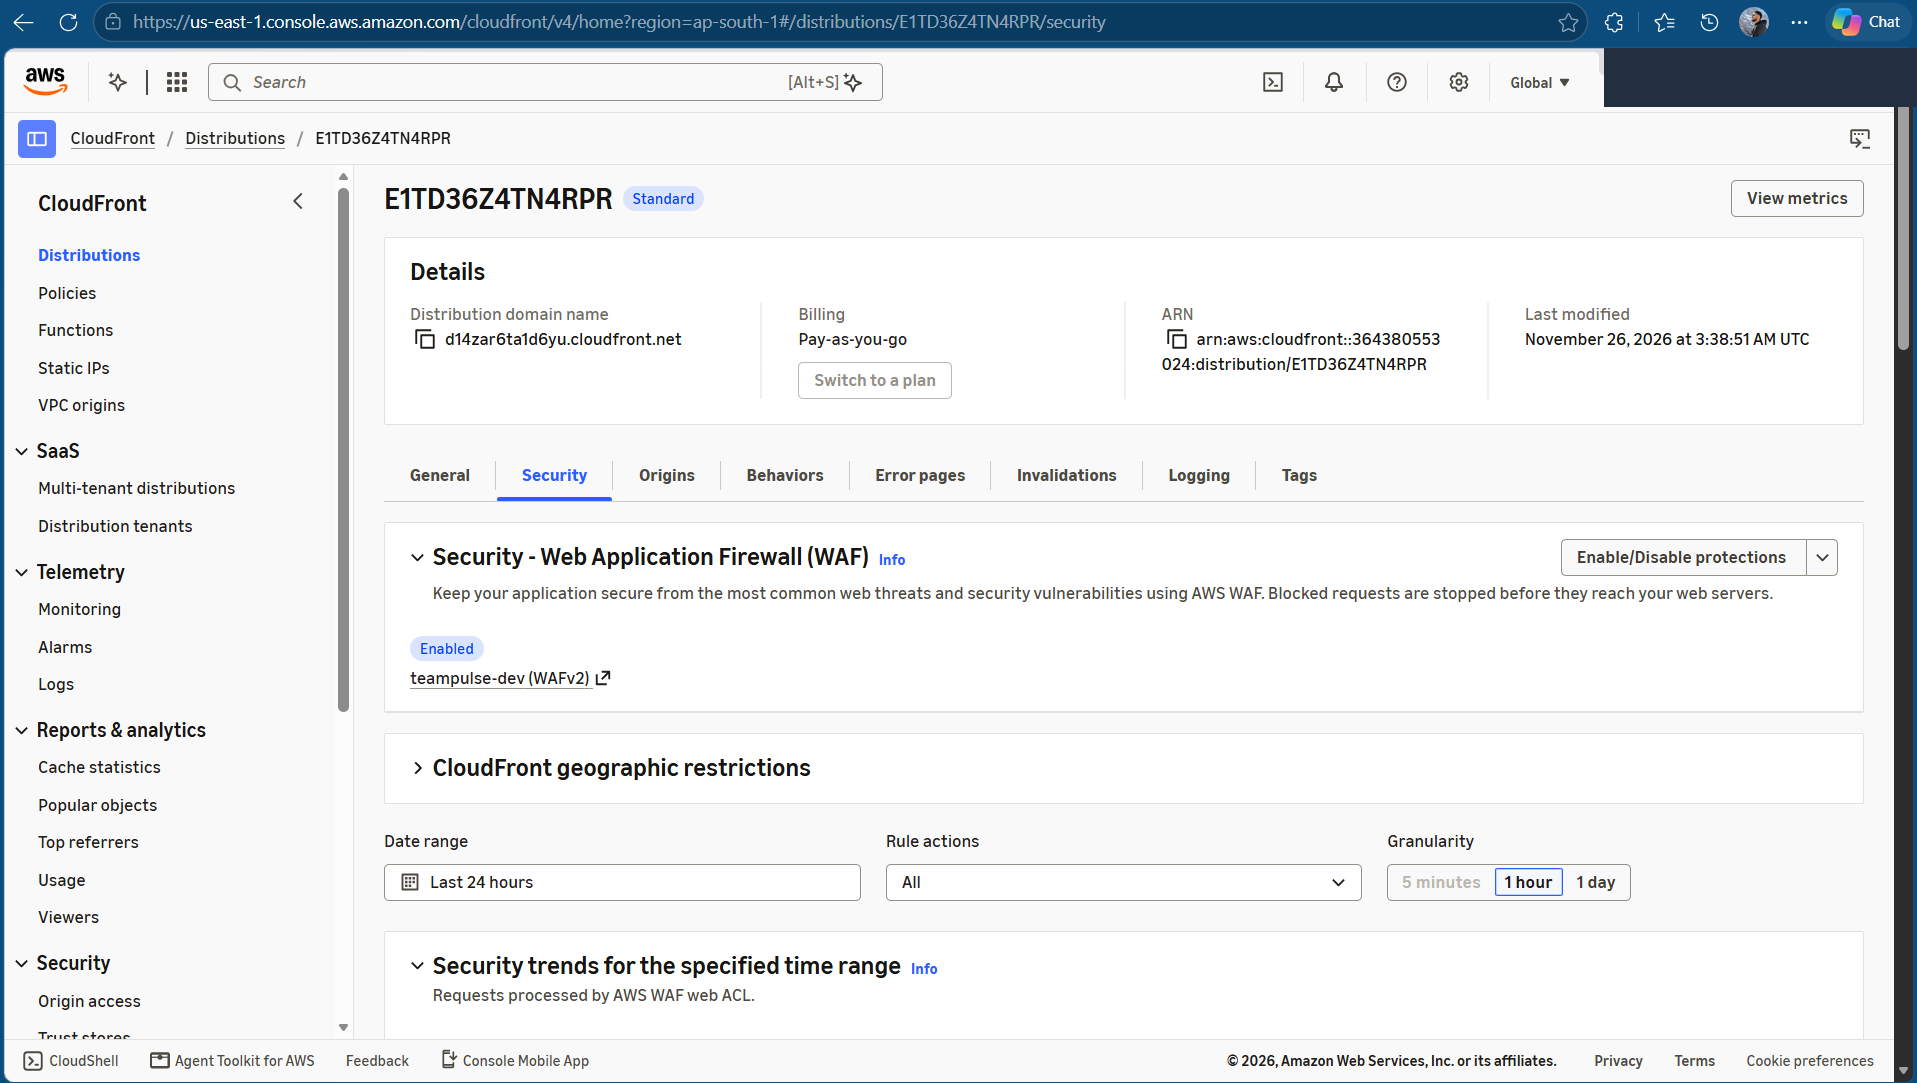 https://us-east-1.console.aws.amazon.com/cloudfront/v4/home?region=ap-south-1#/distributions/E1TD36Z4TN4RPR/security
Chat
aws
Search
[Alt+S]
Global
CloudFront / Distributions / E1TD36Z4TN4RPR
CloudFront
Distributions
Policies
Functions
Static IPs
VPC origins
SaaS
Multi-tenant distributions
Distribution tenants
Telemetry
Monitoring
Alarms
Logs
Reports & analytics
Cache statistics
Popular objects
Top referrers
Usage
Viewers
Security
Origin access
Trust stores
E1TD36Z4TN4RPR
Standard
View metrics
Details
Distribution domain name
d14zar6ta1d6yu.cloudfront.net
Billing
Pay-as-you-go
Switch to a plan
ARN
arn:aws:cloudfront::364380553
024:distribution/E1TD36Z4TN4RPR
Last modified
November 26, 2026 at 3:38:51 AM UTC
General
Security
Origins
Behaviors
Error pages
Invalidations
Logging
Tags
Security - Web Application Firewall (WAF) Info
Enable/Disable protections
Keep your application secure from the most common web threats and security vulnerabilities using AWS WAF. Blocked requests are stopped before they reach your web servers.
Enabled
teampulse-dev (WAFv2)
CloudFront geographic restrictions
Date range
Last 24 hours
Rule actions
All
Granularity
5 minutes
1 hour
1 day
Security trends for the specified time range Info
Requests processed by AWS WAF web ACL.
CloudShell
Agent Toolkit for AWS
Feedback
Console Mobile App
© 2026, Amazon Web Services, Inc. or its affiliates.
Privacy
Terms
Cookie preferences